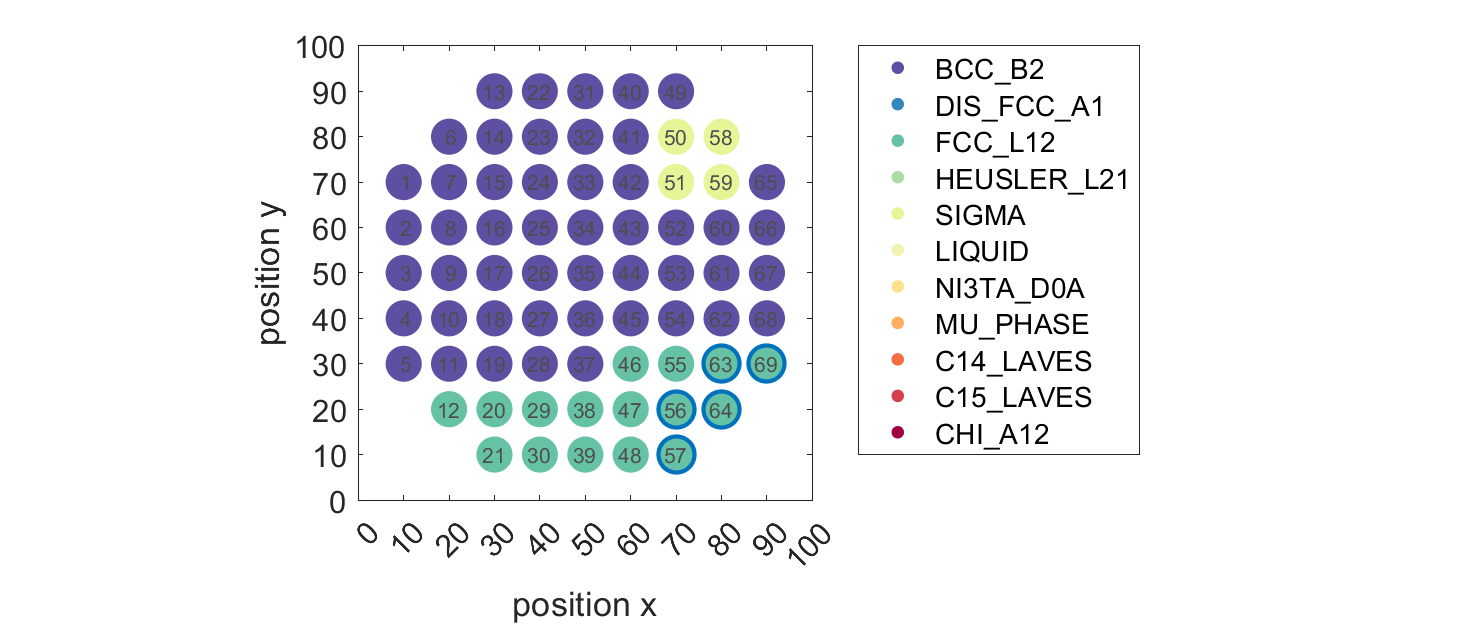 100
90
80
70
60
50
40
30
20
10
0
position y
13 22 31 40 49
6 14 23 32 41 50 58
1 7 15 24 33 42 51 59 65
2 8 16 25 34 43 52 60 66
3 9 17 26 35 44 53 61 67
4 10 18 27 36 45 54 62 68
5 11 19 28 37 46 55 63 69
12 20 29 38 47 56 64
21 30 39 48 57
0 10 20 30 40 50 60 70 80 90 100
position x
BCC_B2
DIS_FCC_A1
FCC_L12
HEUSLER_L21
SIGMA
LIQUID
NI3TA_D0A
MU_PHASE
C14_LAVES
C15_LAVES
CHI_A12